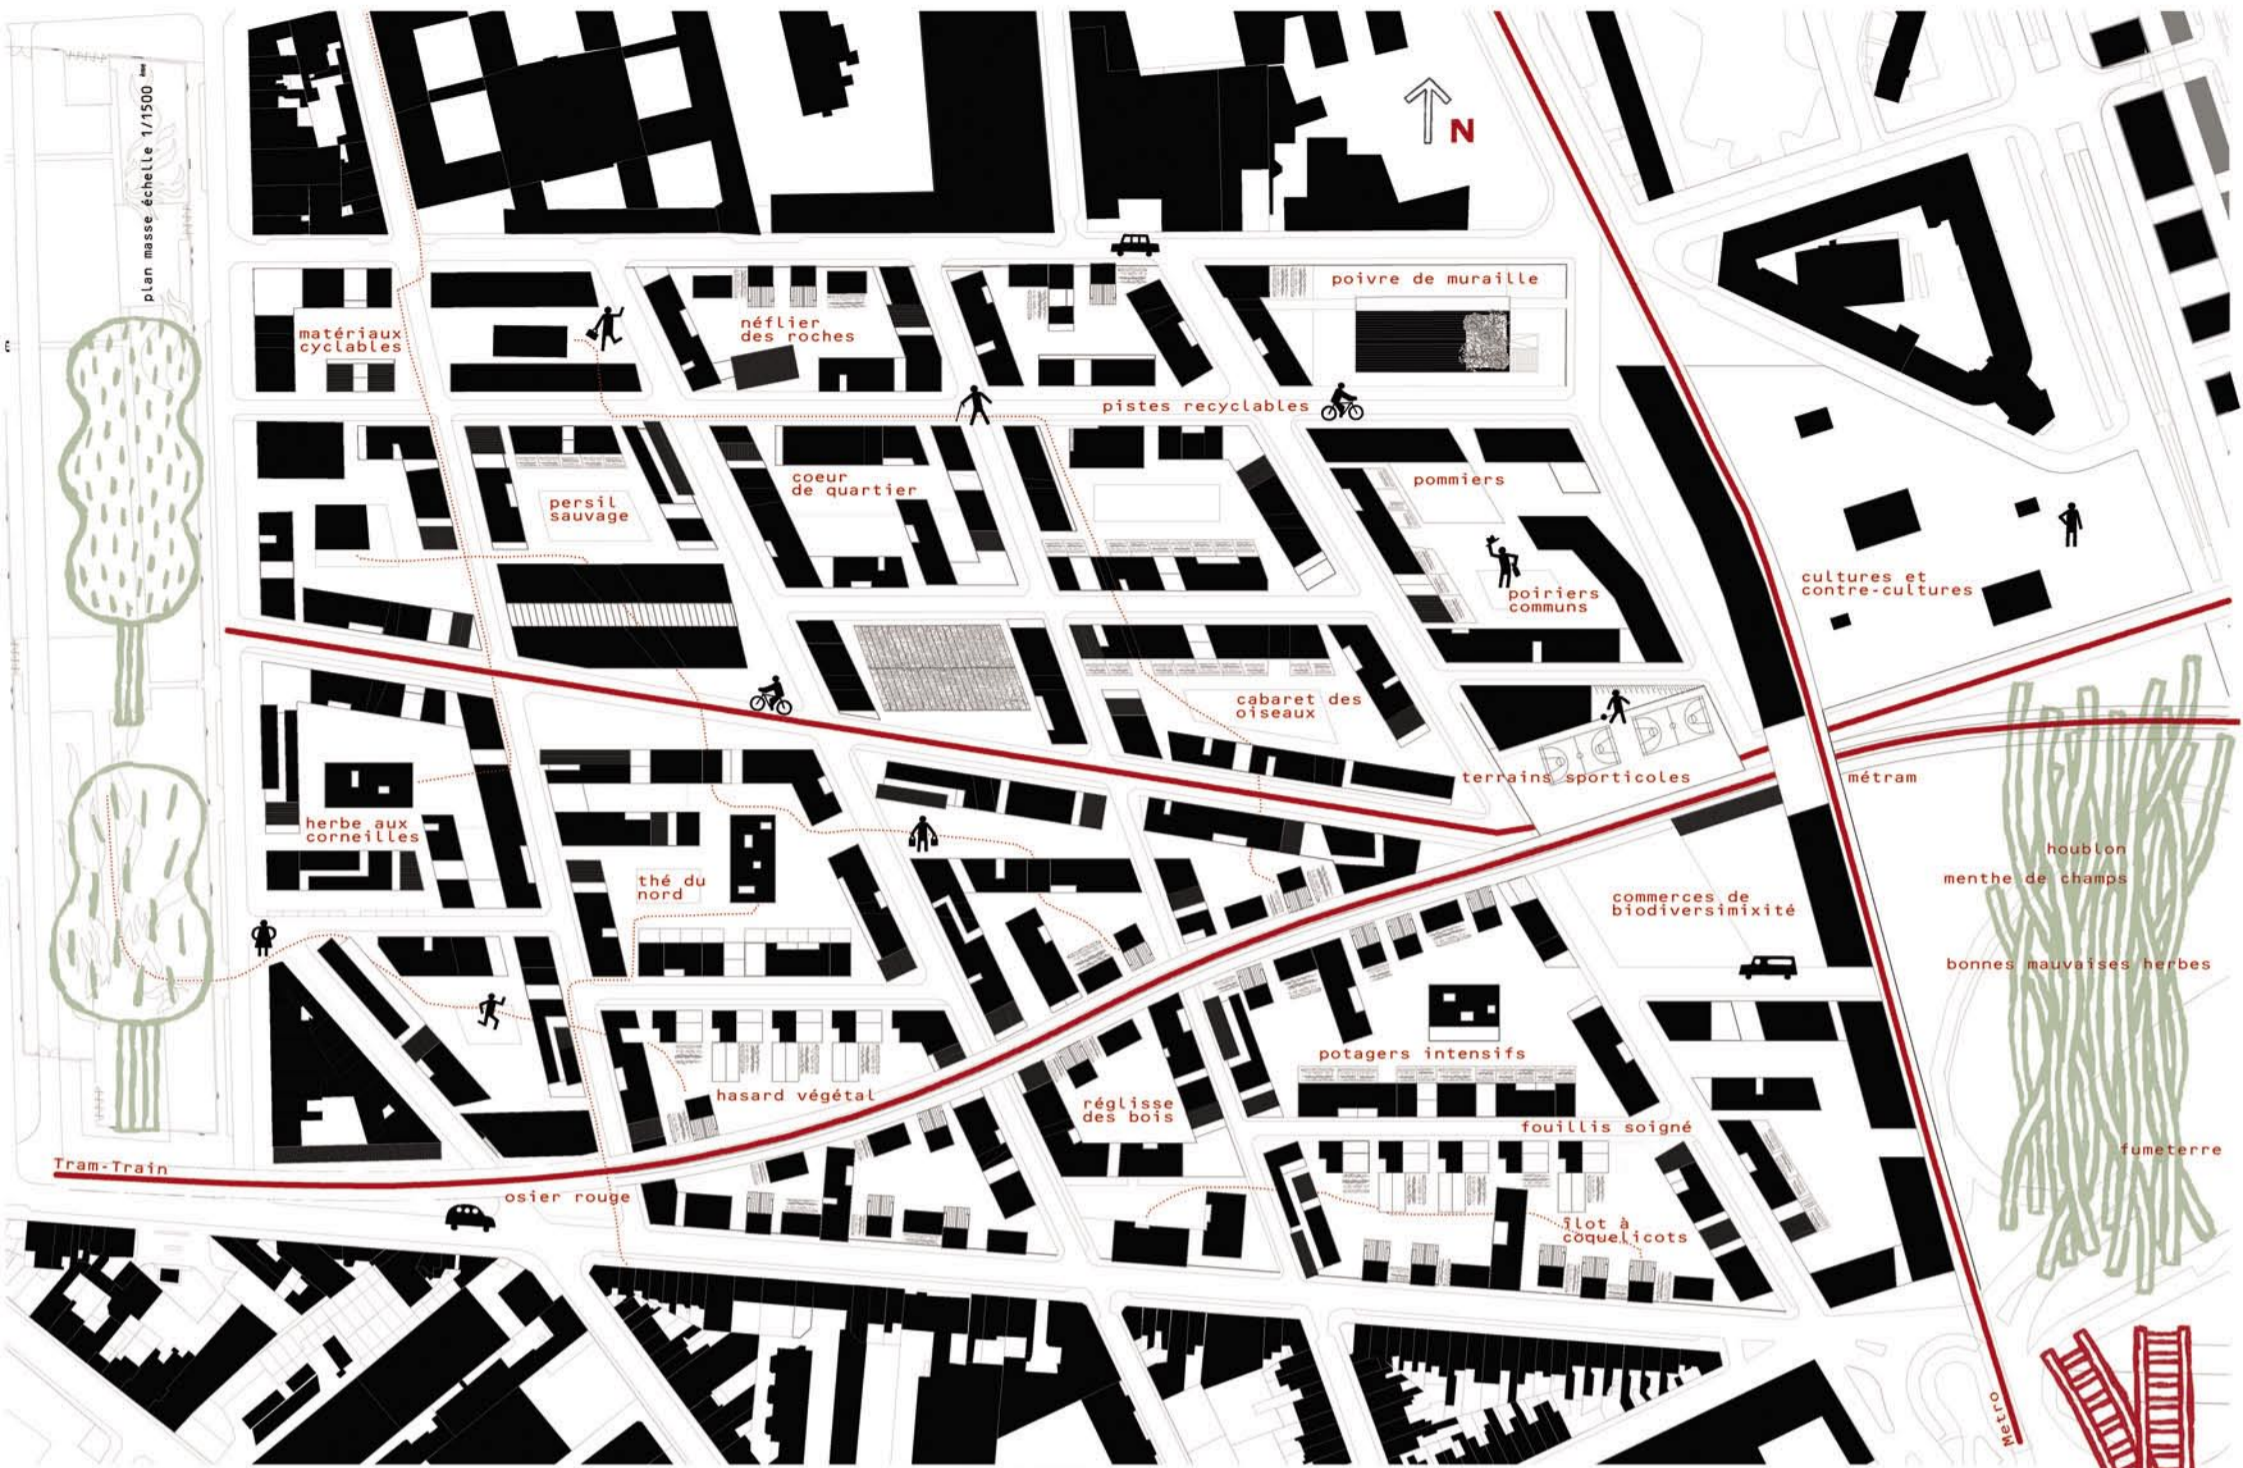 plan masse échelle 1/1500 ème
N
poivre de muraille
matériaux
cyclables
néflier
des roches
pistes recyclables
coeur
de quartier
persil
sauvage
pommiers
poiriers
communs
cultures et
contre-cultures
cabaret des
oiseaux
terrains sporticoles
métram
herbe aux
corneilles
thé du
nord
houblon
menthe de champs
commerces de
biodiversimixité
bonnes mauvaises herbes
potagers intensifs
hasard végétal
réglisse
des bois
fouillis soigné
fumeterre
Tram-Train
osier rouge
îlot à
coquelicots
Metro